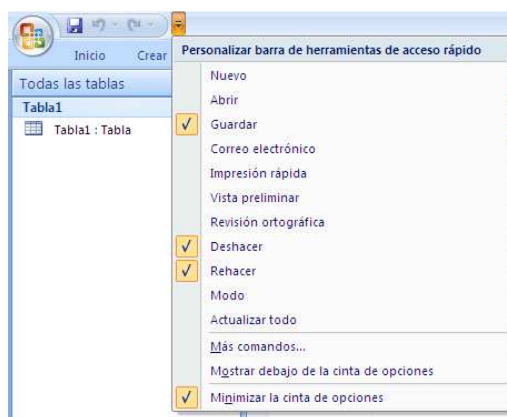 Inicio
Crear
Personalizar barra de herramientas de acceso rápido
Todas las tablas
Tabla1
Tabla1 : Tabla
Nuevo
Abrir
Guardar
Correo electrónico
Impresión rápida
Vista preliminar
Revisión ortográfica
Deshacer
Rehacer
Modo
Actualizar todo
Más comandos...
Mostrar debajo de la cinta de opciones
Minimizar la cinta de opciones